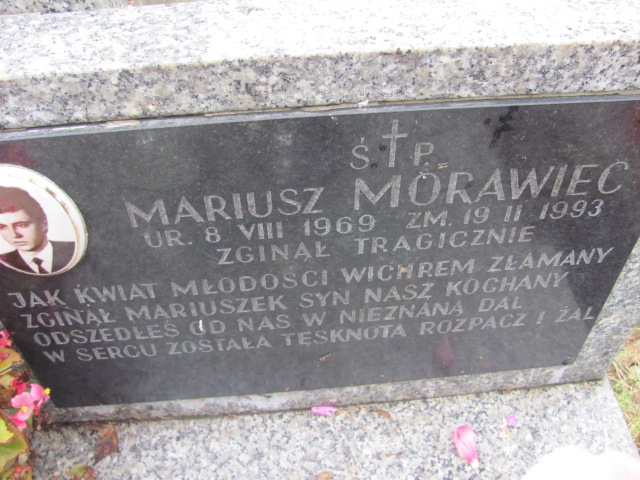 Ś † P.
MARIUSZ MORAWIEC
UR. 8 VIII 1969 ZM. 19 II 1993
ZGINĄŁ TRAGICZNIE
JAK KWIAT MŁODOŚCI WICHREM ZŁAMANY
ZGINĄŁ MARIUSZEK SYN NASZ KOCHANY
ODSZEDŁEŚ OD NAS W NIEZNANĄ DAL
W SERCU ZOSTAŁA TĘSKNOTA ROZPACZ I ŻAL